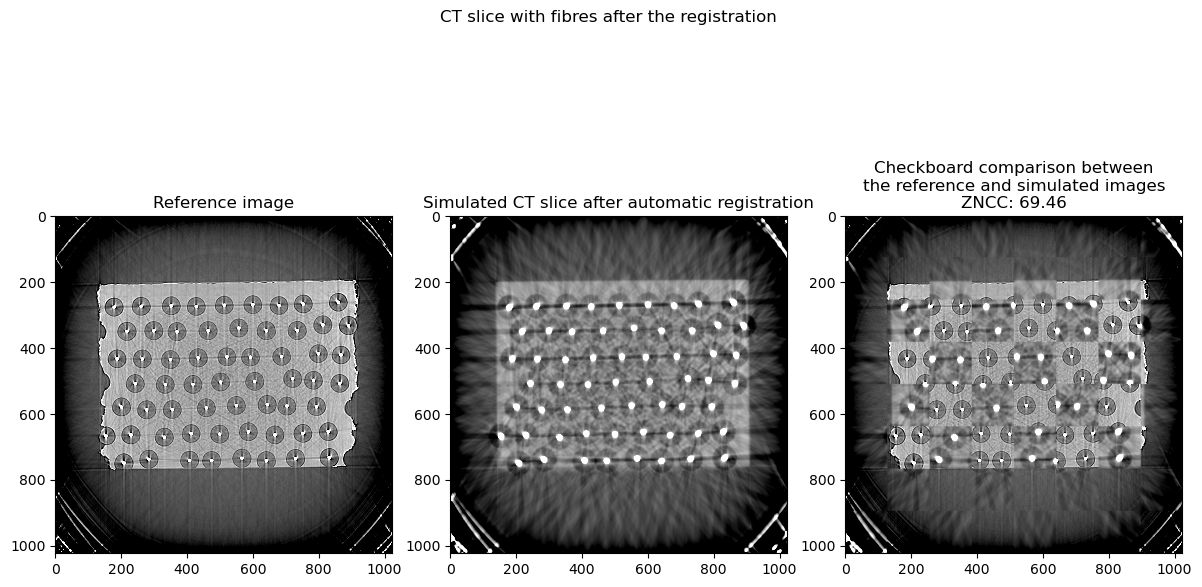 CT slice with fibres after the registration
Reference image
Simulated CT slice after automatic registration
Checkboard comparison between
the reference and simulated images
ZNCC: 69.46
0
200
400
600
800
1000
0 200 400 600 800 1000
0
200
400
600
800
1000
0 200 400 600 800 1000
0
200
400
600
800
1000
0 200 400 600 800 1000